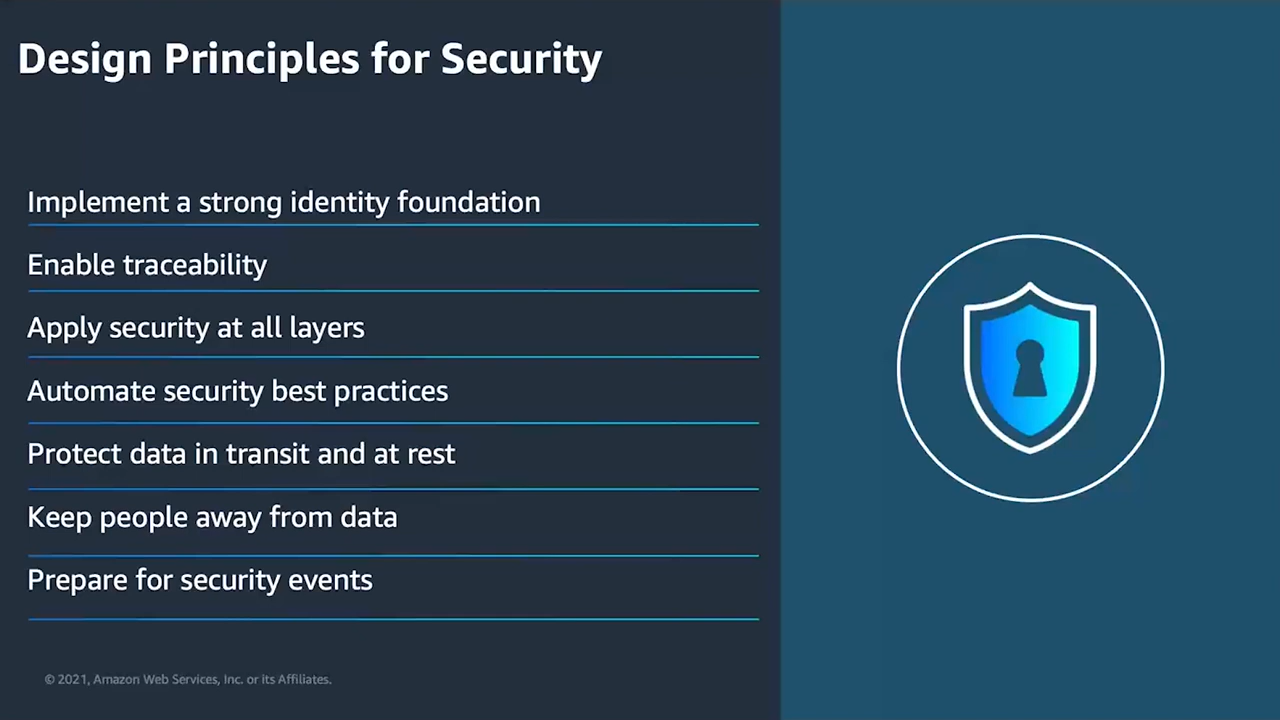 Design Principles for Security
Implement a strong identity foundation
Enable traceability
Apply security at all layers
Automate security best practices
Protect data in transit and at rest
Keep people away from data
Prepare for security events
© 2021, Amazon Web Services, Inc. or its Affiliates.